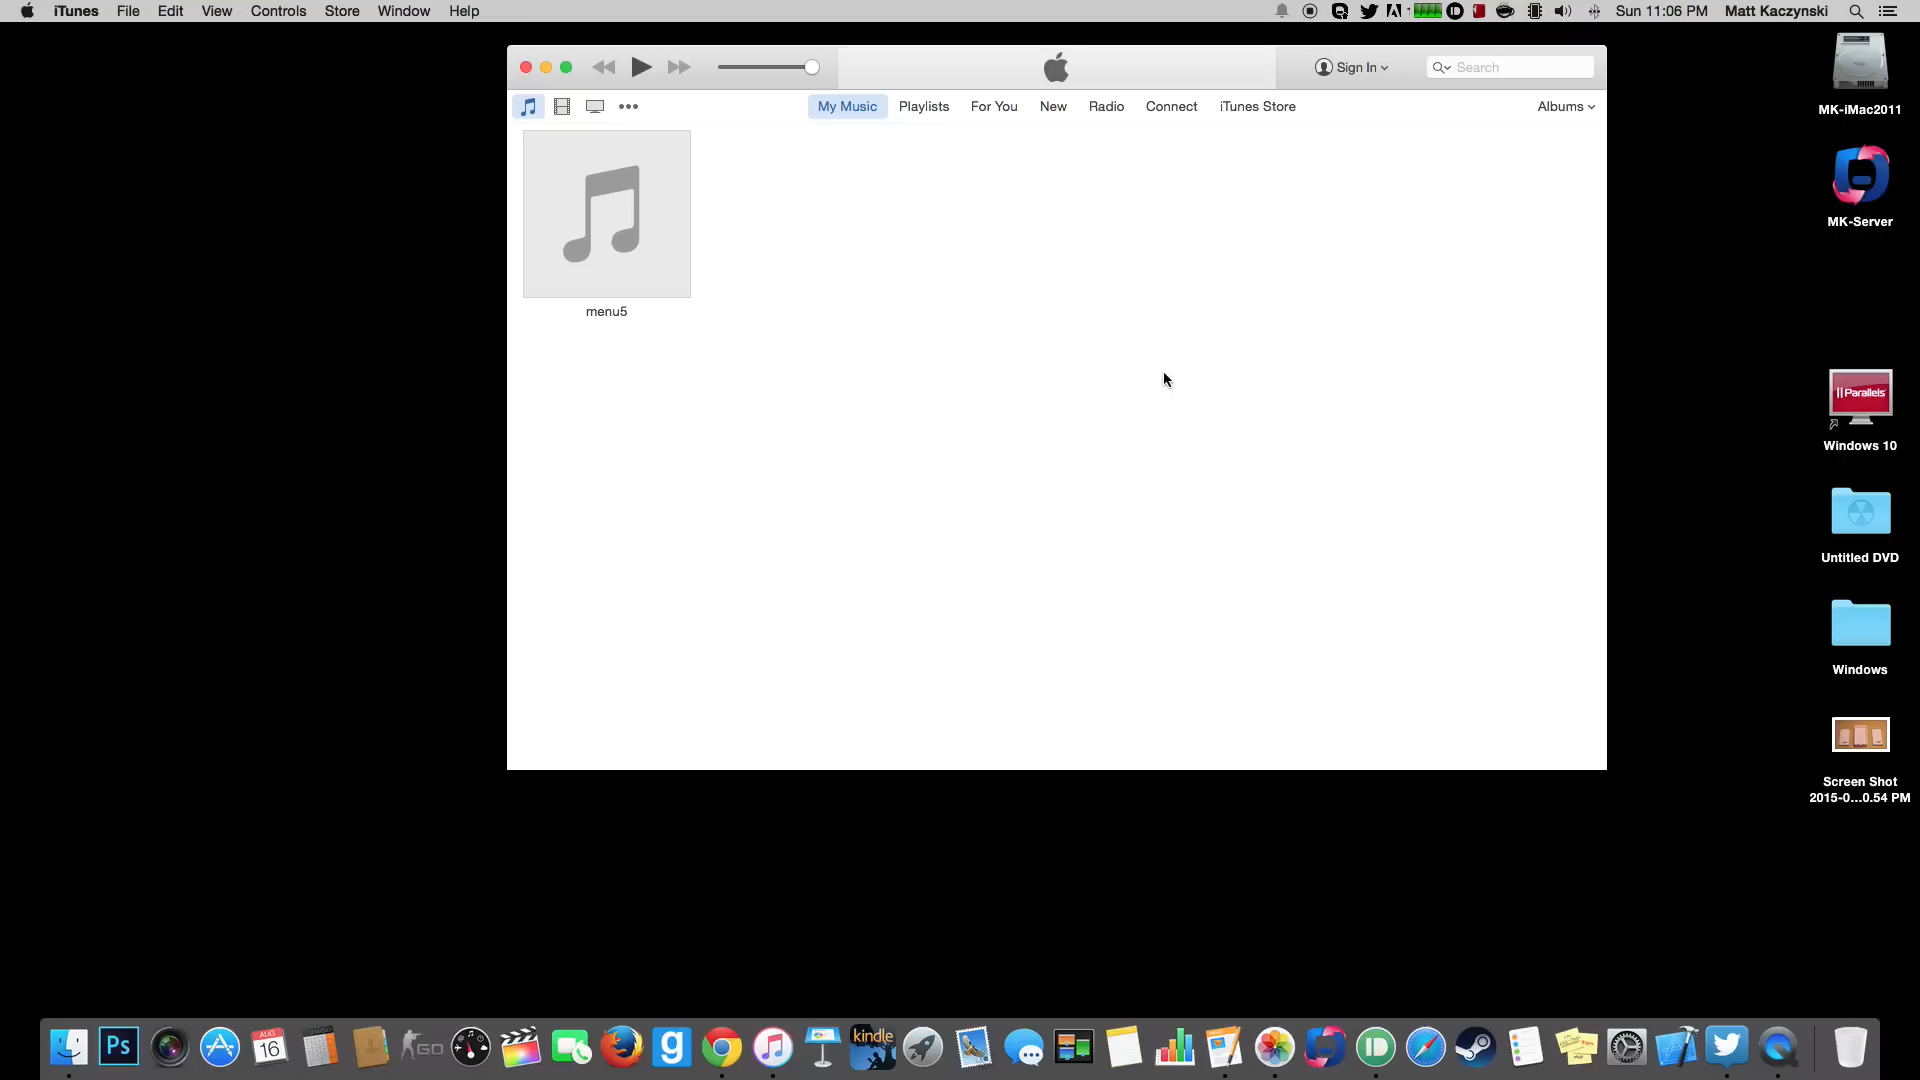 iTunes File Edit View Controls Store Window Help Sun 11:06 PM Matt Kaczynski
Sign In Search
My Music Playlists For You New Radio Connect iTunes Store Albums
menu5
MK-iMac2011
MK-Server
Parallels
Windows 10
Untitled DVD
Windows
Screen Shot
2015-0...0.54 PM
Ps AUG 16 GO g kindle